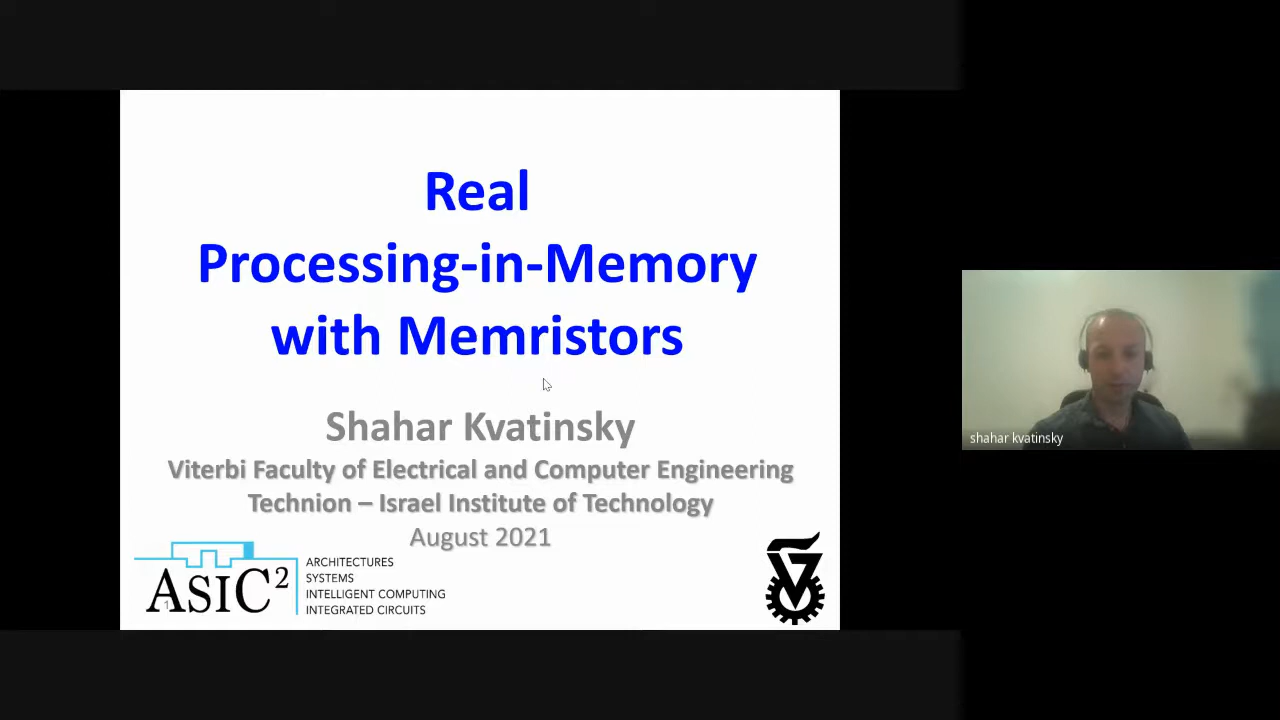 Real
Processing-in-Memory
with Memristors
Shahar Kvatinsky
Viterbi Faculty of Electrical and Computer Engineering
Technion – Israel Institute of Technology
August 2021
ASIC²
1
ARCHITECTURES
SYSTEMS
INTELLIGENT COMPUTING
INTEGRATED CIRCUITS
shahar kvatinsky